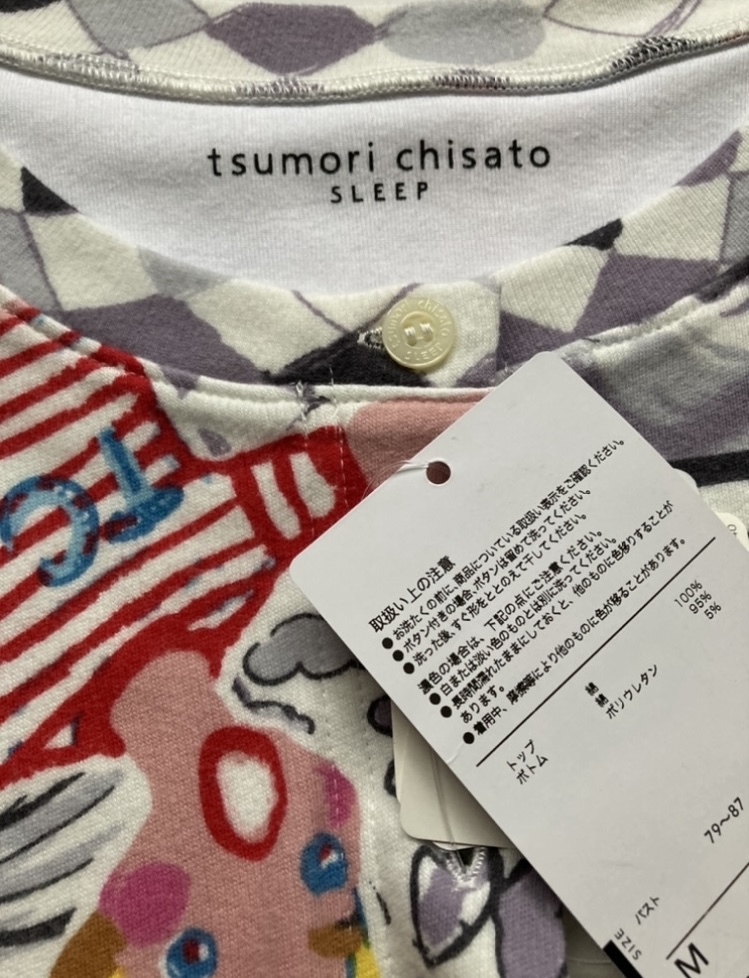 tsumori chisato
SLEEP
tsumori chisato
SLEEP
取扱い上の注意
●お洗たくの前に、商品についている取扱い表示をご確認ください。
●ボタン付きの場合、ボタンは留めて洗ってください。
●洗った後、すぐ形をととのえて干してください。
濃色の場合は、下記の点にご注意ください。
●白または淡い色のものとは別に洗ってください。
●長時間濡れたままにしておくと、他のものに色移りすることが
あります。
●着用中、摩擦等により他のものに色が移ることがあります。
トップ 綿 100%
ボトム 綿 95%
ポリウレタン 5%
SIZE
バスト 79～87
M